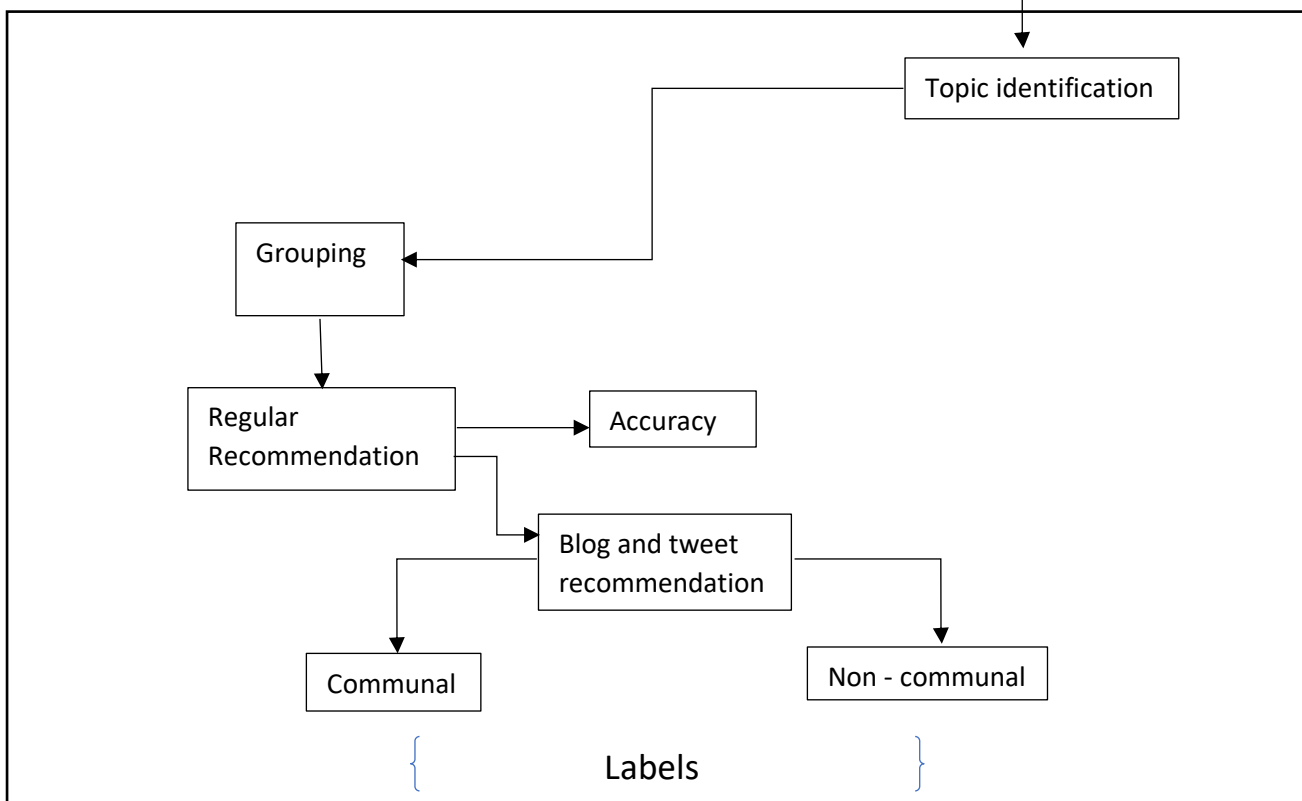 Topic identification
Grouping
Regular
Recommendation
Accuracy
Blog and tweet
recommendation
Communal
Non - communal
Labels